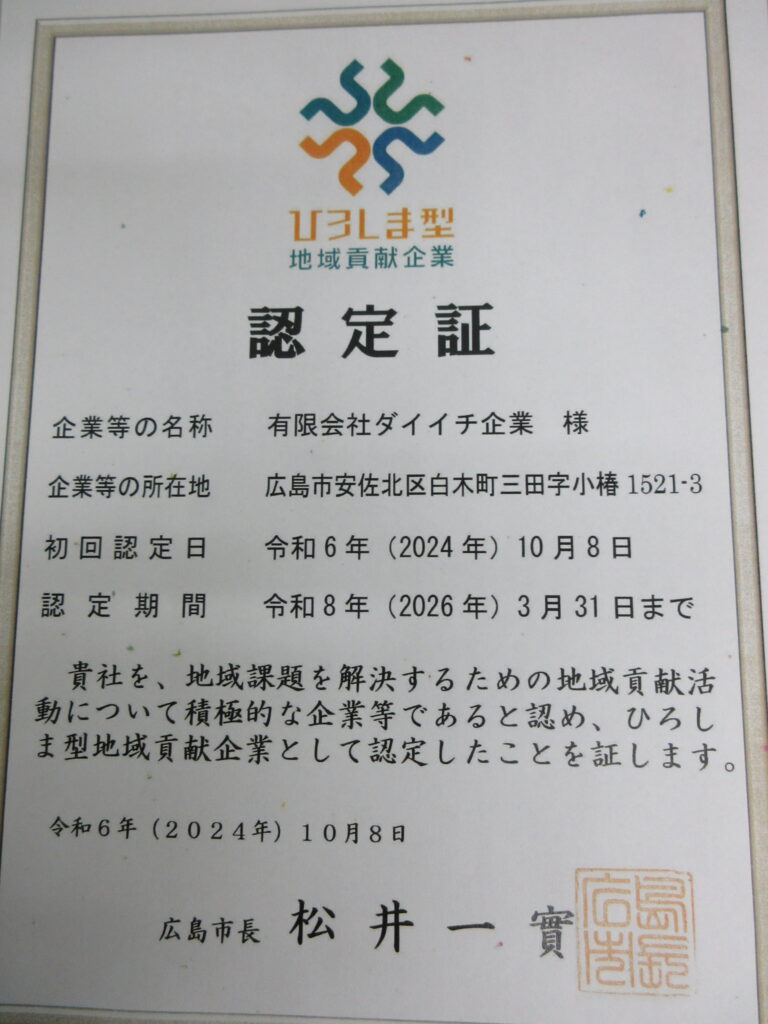 ひろしま型
地域貢献企業
認定証
企業等の名称 有限会社ダイイチ企業 様
企業等の所在地 広島市安佐北区白木町三田字小椿 1521-3
初回認定日 令和6年（2024年）10月8日
認定期間 令和8年（2026年）3月31日まで
貴社を、地域課題を解決するための地域貢献活
動について積極的な企業等であると認め、ひろし
ま型地域貢献企業として認定したことを証します。
令和６年（２０２４年）１０月８日
広島市長 松井一實
広島市長